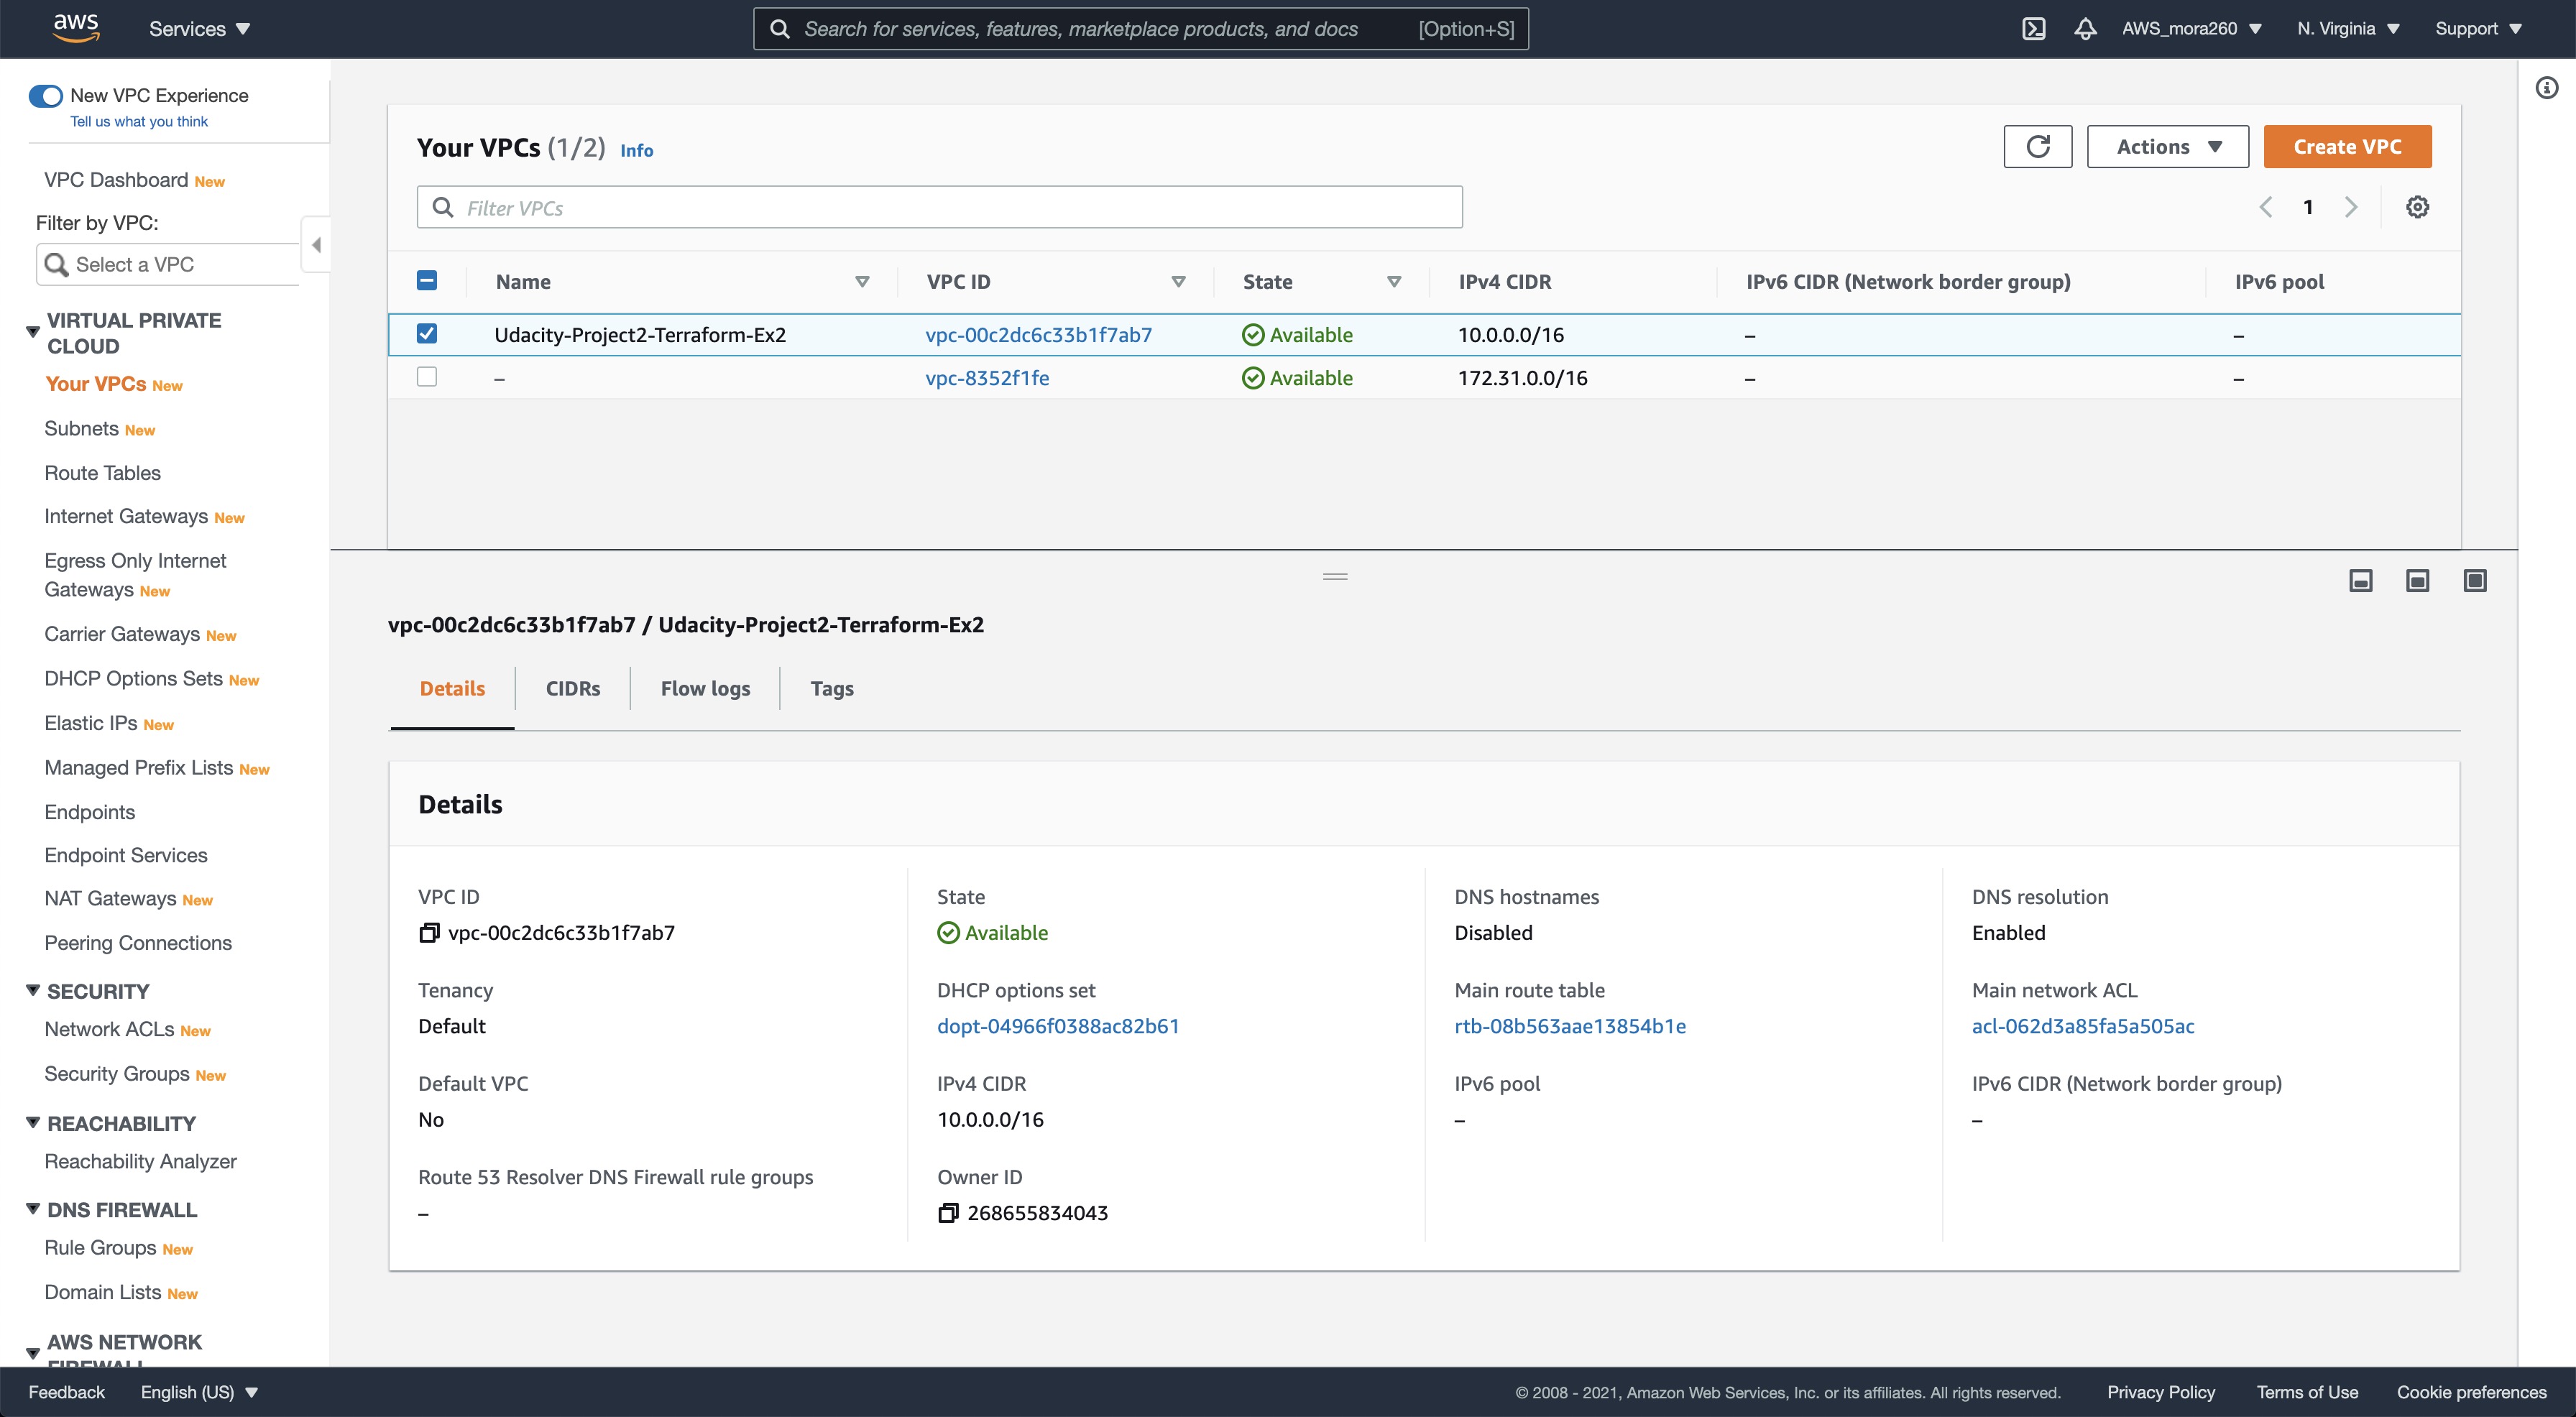 aws
Services
Search for services, features, marketplace products, and docs [Option+S]
AWS_mora260
N. Virginia
Support
New VPC Experience
Tell us what you think
VPC Dashboard New
Filter by VPC:
Select a VPC
VIRTUAL PRIVATE
CLOUD
Your VPCs New
Subnets New
Route Tables
Internet Gateways New
Egress Only Internet
Gateways New
Carrier Gateways New
DHCP Options Sets New
Elastic IPs New
Managed Prefix Lists New
Endpoints
Endpoint Services
NAT Gateways New
Peering Connections
SECURITY
Network ACLs New
Security Groups New
REACHABILITY
Reachability Analyzer
DNS FIREWALL
Rule Groups New
Domain Lists New
AWS NETWORK
FIREWALL
Your VPCs (1/2) Info
Actions
Create VPC
Filter VPCs
1
Name VPC ID State IPv4 CIDR IPv6 CIDR (Network border group) IPv6 pool
Udacity-Project2-Terraform-Ex2 vpc-00c2dc6c33b1f7ab7 Available 10.0.0.0/16 – –
– vpc-8352f1fe Available 172.31.0.0/16 – –
vpc-00c2dc6c33b1f7ab7 / Udacity-Project2-Terraform-Ex2
Details CIDRs Flow logs Tags
Details
VPC ID State DNS hostnames DNS resolution
vpc-00c2dc6c33b1f7ab7 Available Disabled Enabled
Tenancy DHCP options set Main route table Main network ACL
Default dopt-04966f0388ac82b61 rtb-08b563aae13854b1e acl-062d3a85fa5a505ac
Default VPC IPv4 CIDR IPv6 pool IPv6 CIDR (Network border group)
No 10.0.0.0/16 – –
Route 53 Resolver DNS Firewall rule groups Owner ID
– 268655834043
Feedback English (US) © 2008 - 2021, Amazon Web Services, Inc. or its affiliates. All rights reserved. Privacy Policy Terms of Use Cookie preferences